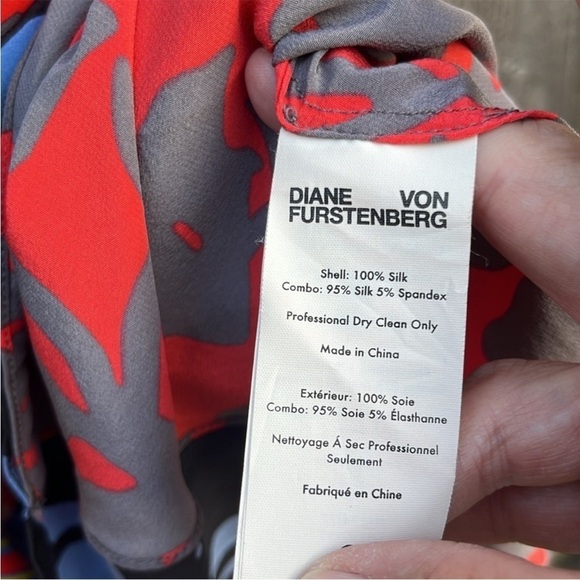 DIANE VON
FURSTENBERG
Shell: 100% Silk
Combo: 95% Silk 5% Spandex
Professional Dry Clean Only
Made in China
Extérieur: 100% Soie
Combo: 95% Soie 5% Élasthanne
Nettoyage Á Sec Professionnel
Seulement
Fabriqué en Chine